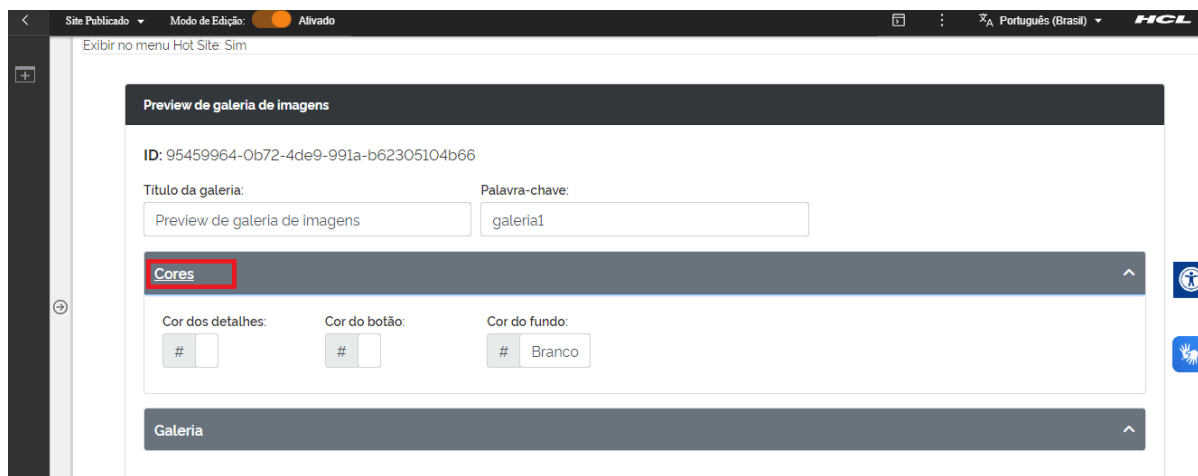 Site Publicado Modo de Edição: Ativado Português (Brasil) HCL
Exibir no menu Hot Site: Sim
Preview de galeria de imagens
ID: 95459964-0b72-4de9-991a-b62305104b66
Título da galeria: Palavra-chave:
Preview de galeria de imagens galeria1
Cores
Cor dos detalhes: Cor do botão: Cor do fundo:
# # # Branco
Galeria